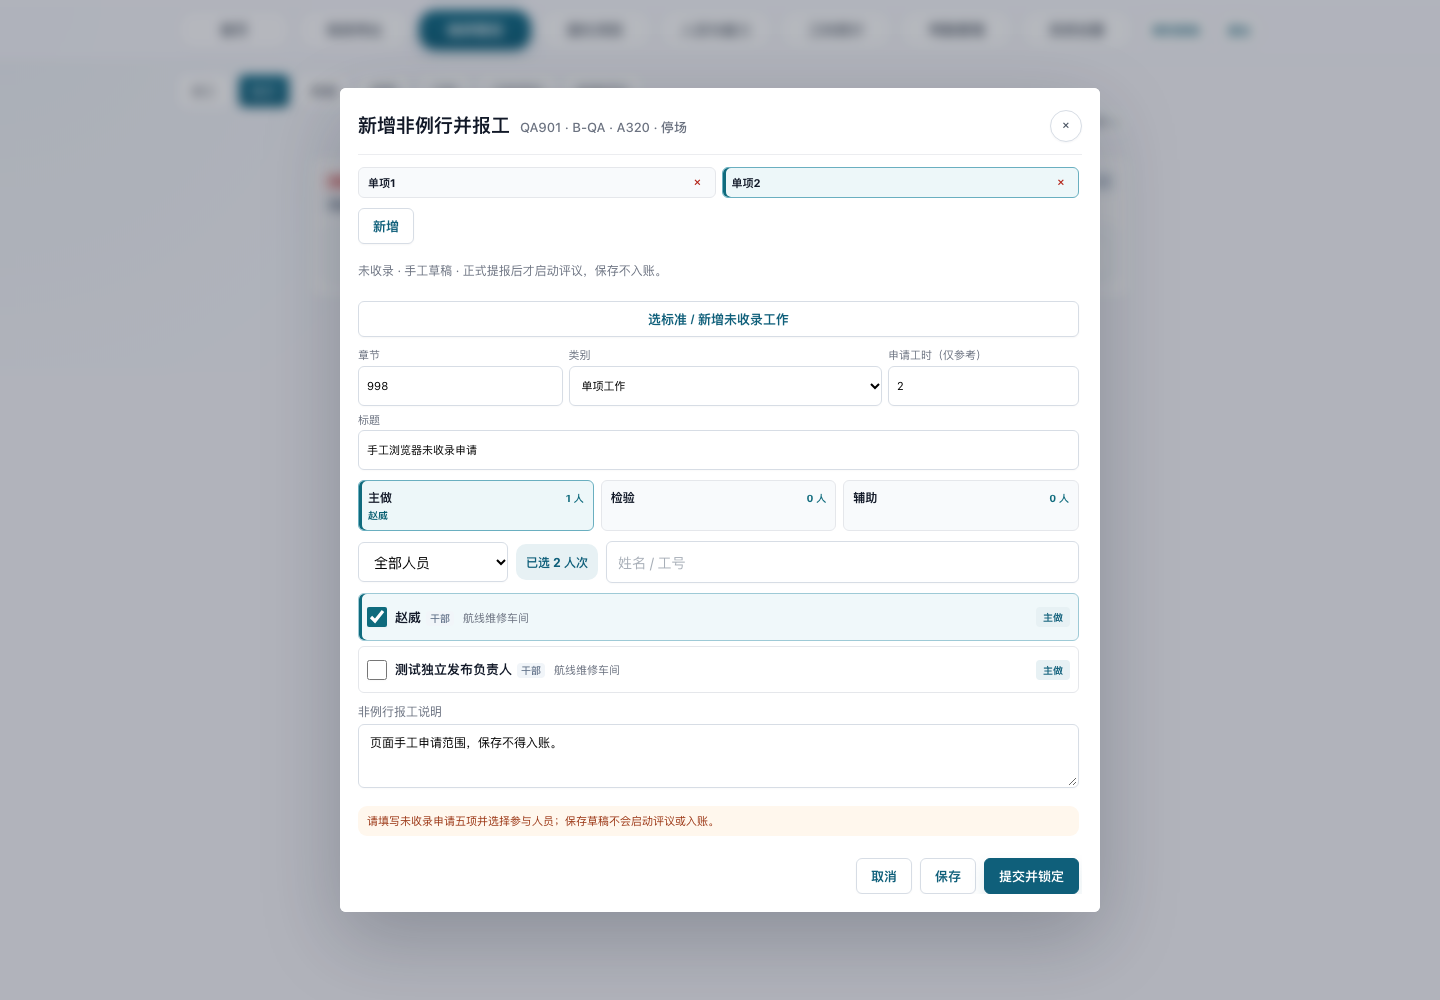 新增非例行并报工 QA901 · B-QA · A320 · 停场 ×
单项1 × 单项2 ×
新增
未收录 · 手工草稿 · 正式提报后才启动评议，保存不入账。
选标准 / 新增未收录工作
章节 类别 申请工时（仅参考）
998 单项工作 2
标题
手工浏览器未收录申请
主做 1 人 检验 0 人 辅助 0 人
赵威
全部人员 已选 2 人次 姓名 / 工号
赵威 干部 航线维修车间 主做
测试独立发布负责人 干部 航线维修车间 主做
非例行报工说明
页面手工申请范围，保存不得入账。
请填写未收录申请五项并选择参与人员；保存草稿不会启动评议或入账。
取消 保存 提交并锁定